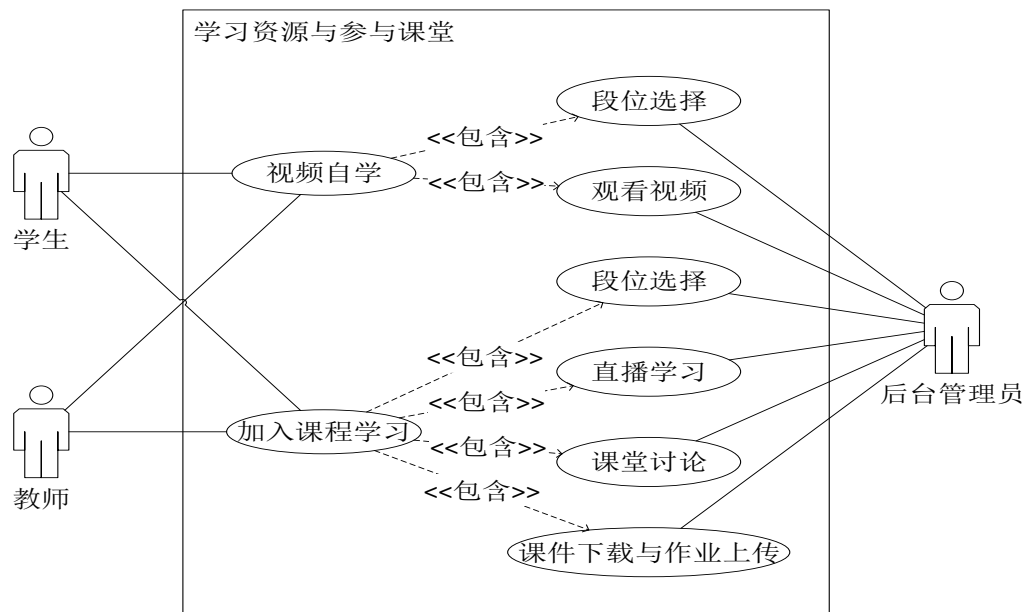 学习资源与参与课堂
段位选择
<<包含>>
视频自学
<<包含>>
观看视频
学生
段位选择
<<包含>>
直播学习
后台管理员
<<包含>>
加入课程学习
<<包含>>
课堂讨论
<<包含>>
教师
课件下载与作业上传